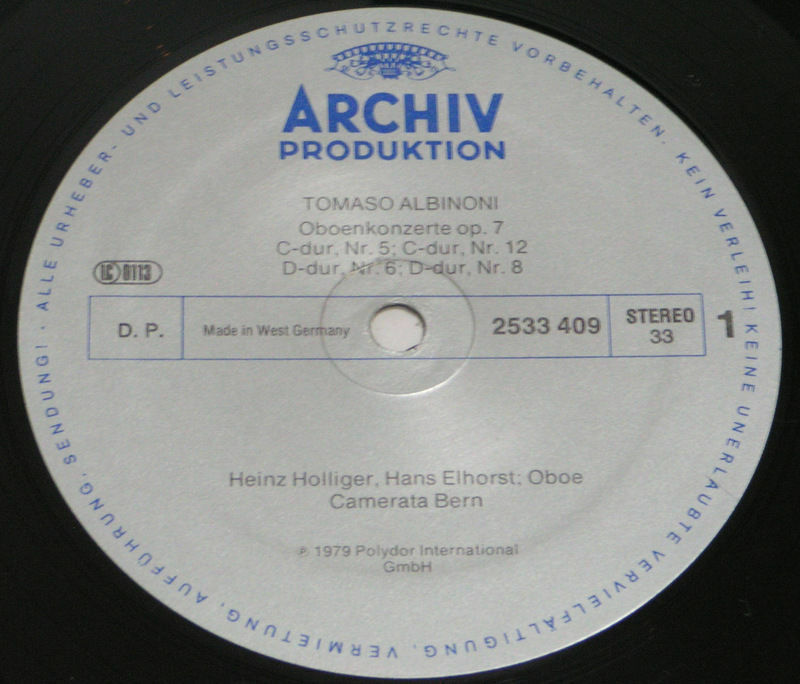 ALLE URHEBER- UND LEISTUNGSSCHUTZRECHTE VORBEHALTEN. KEIN VERLEIH! KEINE UNERLAUBTE VERVIELFÄLTIGUNG, VERMIETUNG, AUFFÜHRUNG, SENDUNG! ·
ARCHIV
PRODUKTION
TOMASO ALBINONI
Oboenkonzerte op. 7
C-dur, Nr. 5; C-dur, Nr. 12
D-dur, Nr. 6; D-dur, Nr. 8
LC 0113
D. P.
Made in West Germany
2533 409
STEREO
33
1
Heinz Holliger, Hans Elhorst: Oboe
Camerata Bern
℗ 1979 Polydor International
GmbH